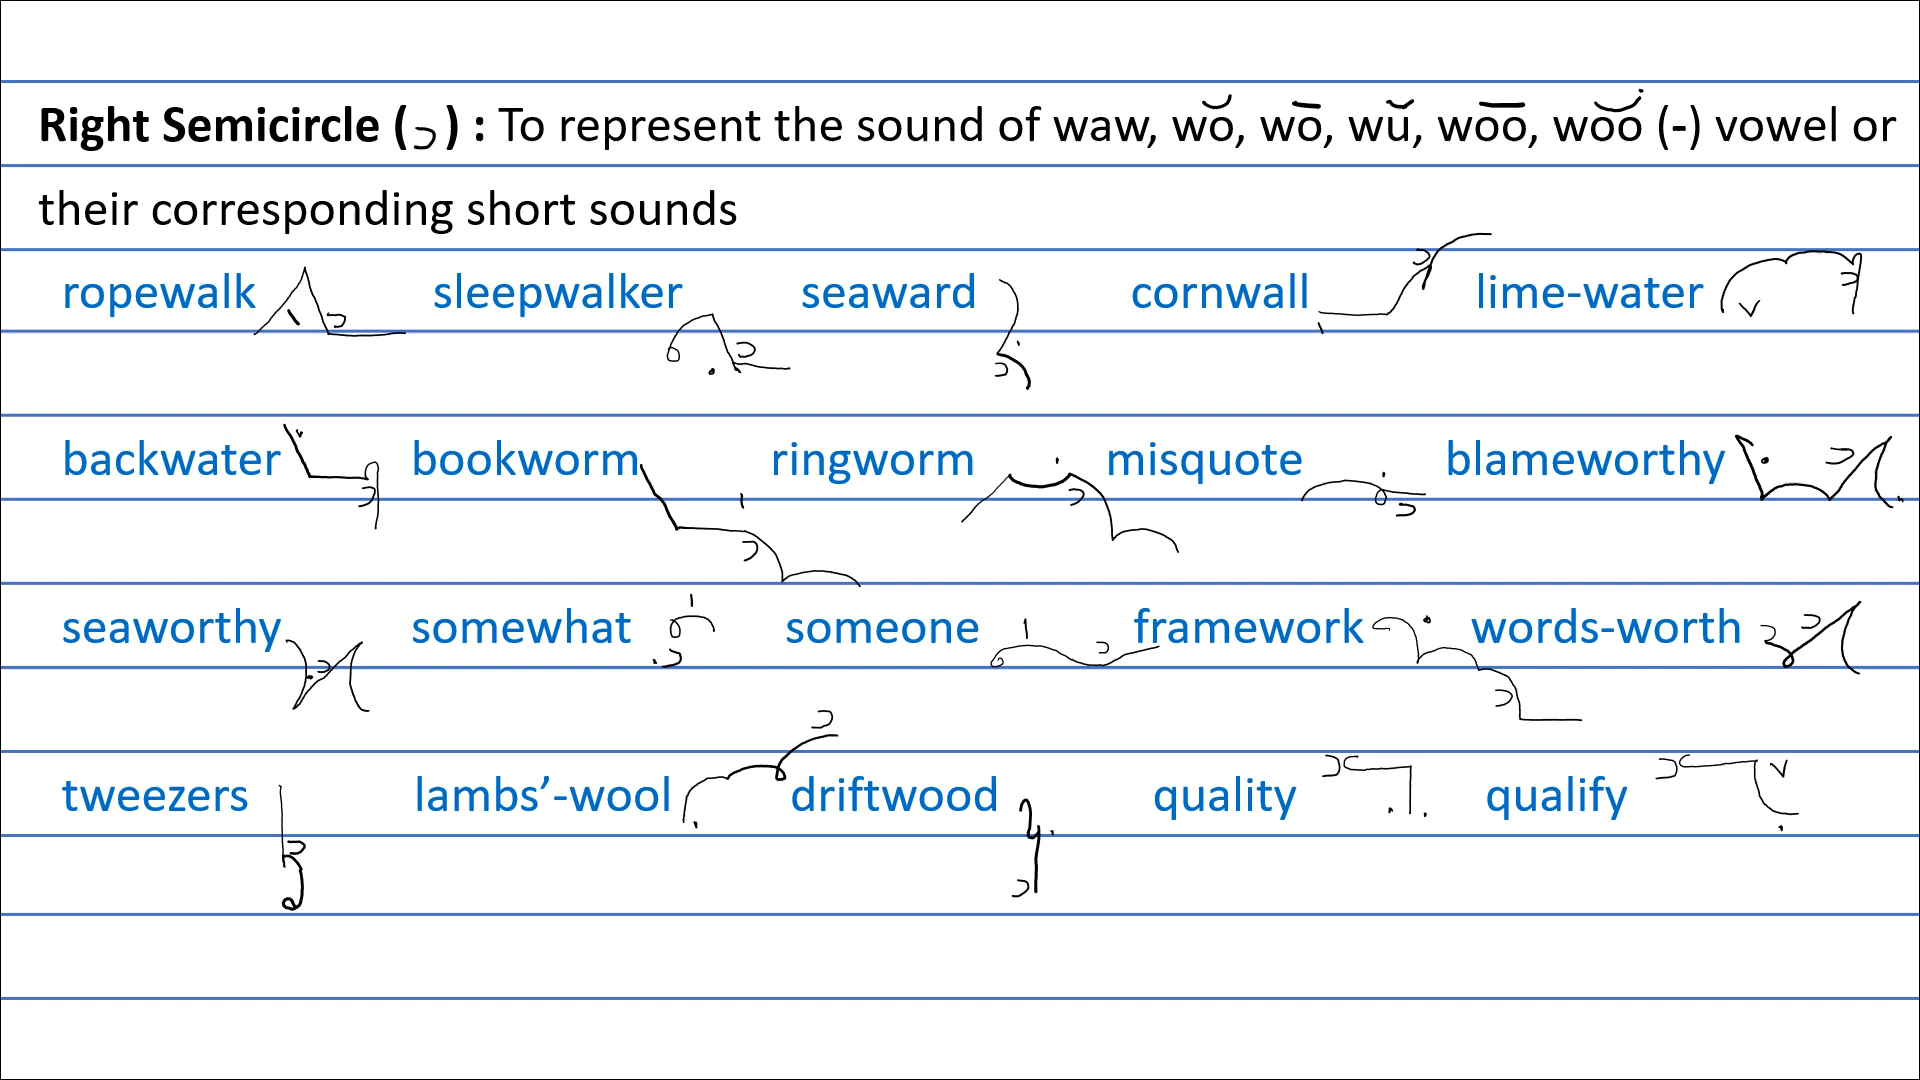 Right Semicircle (ᴐ) : To represent the sound of waw, wŏ, wō, wŭ, wo͞o, wo͝o (-) vowel or
their corresponding short sounds
ropewalk sleepwalker seaward cornwall lime-water
backwater bookworm ringworm misquote blameworthy
seaworthy somewhat someone framework words-worth
tweezers lambs’-wool driftwood quality qualify